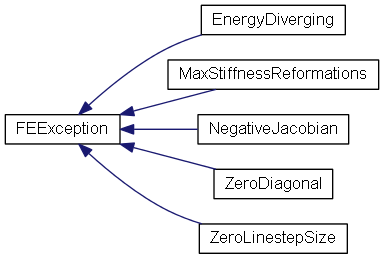 EnergyDiverging
MaxStiffnessReformations
FEException
NegativeJacobian
ZeroDiagonal
ZeroLinestepSize